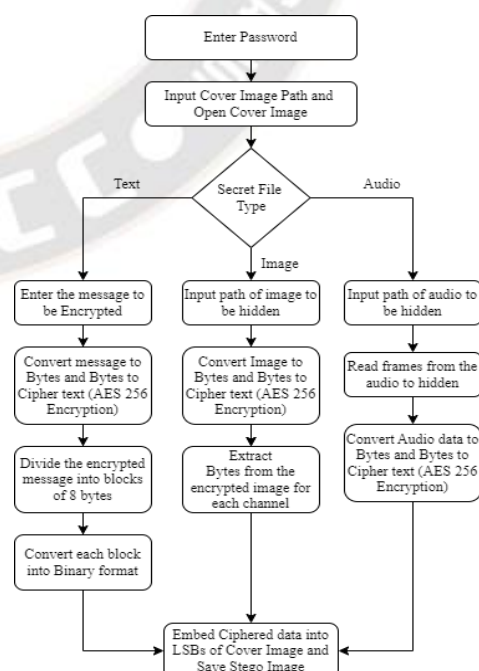 Enter Password
Input Cover Image Path and
Open Cover Image
Secret File
Type
Text
Image
Audio
Enter the message to
be Encrypted
Convert message to
Bytes and Bytes to
Cipher text (AES 256
Encryption)
Divide the encrypted
message into blocks
of 8 bytes
Convert each block
into Binary format
Input path of image to
be hidden
Convert Image to
Bytes and Bytes to
Cipher text (AES 256
Encryption)
Extract
Bytes from the
encrypted image for
each channel
Input path of audio to
be hidden
Read frames from the
audio to hidden
Convert Audio data to
Bytes and Bytes to
Cipher text (AES 256
Encryption)
Embed Ciphered data into
LSBs of Cover Image and
Save Stego Image